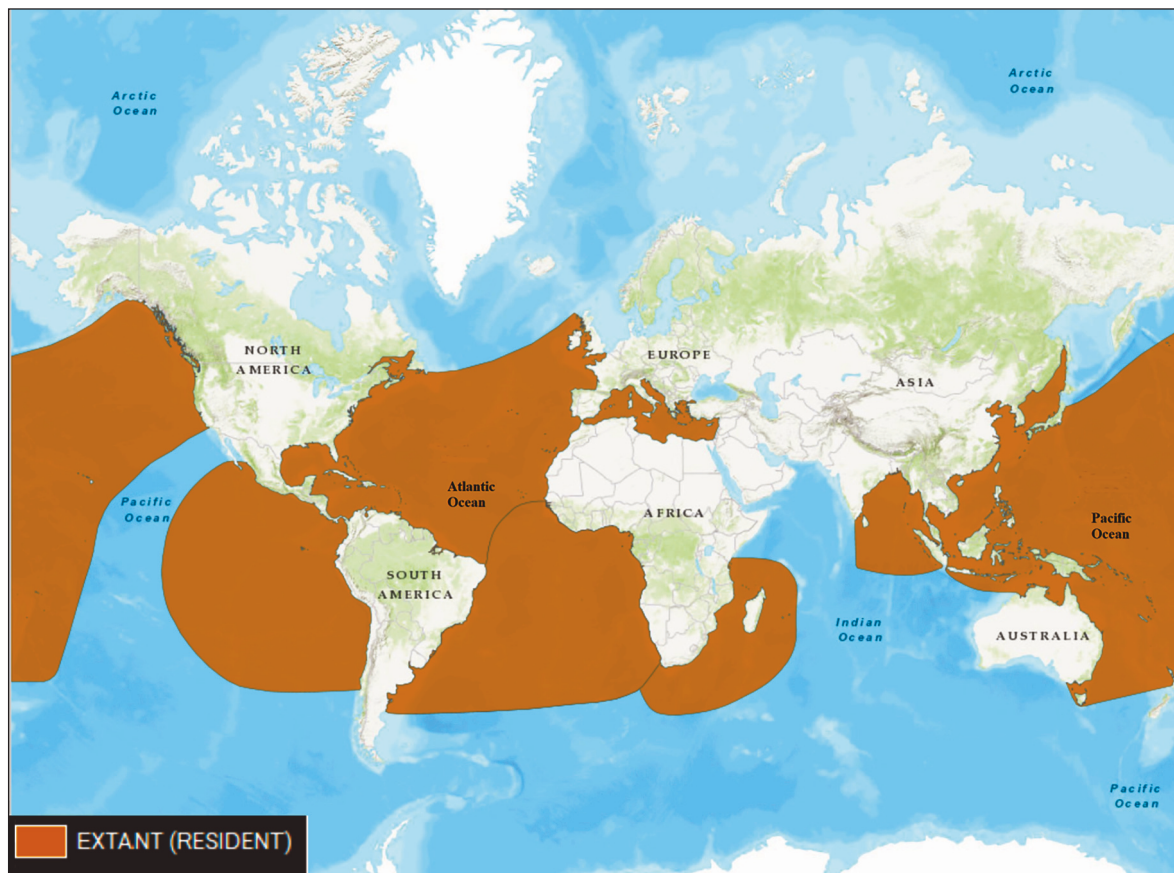 Arctic
Ocean
Arctic
Ocean
NORTH
AMERICA
EUROPE
ASIA
Atlantic
Ocean
Pacific
Ocean
AFRICA
Pacific
Ocean
SOUTH
AMERICA
Indian
Ocean
AUSTRALIA
Pacific
Ocean
EXTANT (RESIDENT)